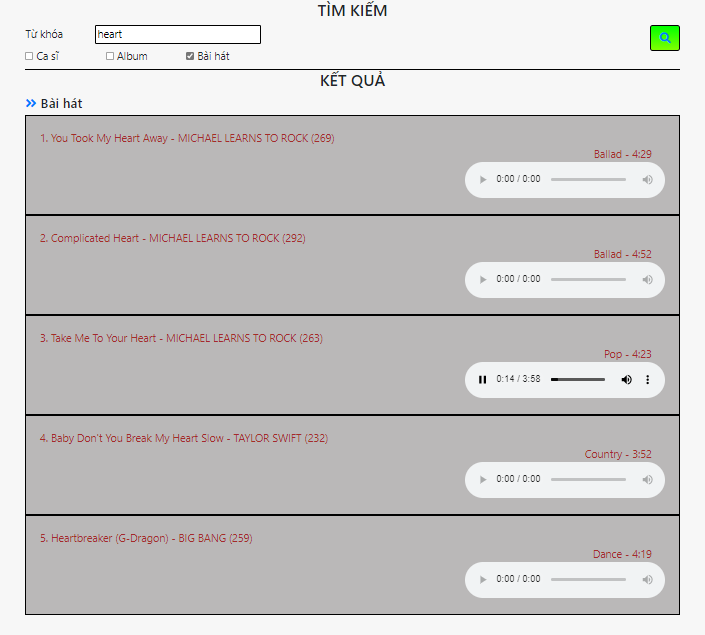 TÌM KIẾM
Từ khóa heart
Ca sĩ Album Bài hát
KẾT QUẢ
Bài hát
1. You Took My Heart Away - MICHAEL LEARNS TO ROCK (269)
Ballad - 4:29
0:00 / 0:00
2. Complicated Heart - MICHAEL LEARNS TO ROCK (292)
Ballad - 4:52
0:00 / 0:00
3. Take Me To Your Heart - MICHAEL LEARNS TO ROCK (263)
Pop - 4:23
0:14 / 3:58
4. Baby Don't You Break My Heart Slow - TAYLOR SWIFT (232)
Country - 3:52
0:00 / 0:00
5. Heartbreaker (G-Dragon) - BIG BANG (259)
Dance - 4:19
0:00 / 0:00